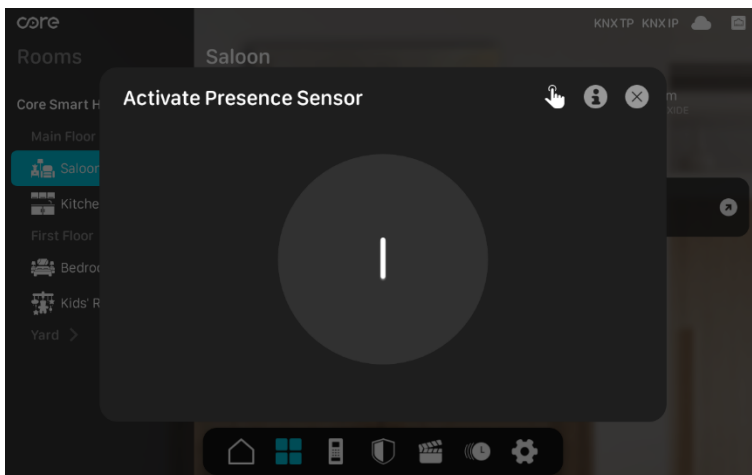 core
KNX TP KNX IP
Rooms
Saloon
Activate Presence Sensor
Core Smart H
Main Floor
Saloon
Kitche
First Floor
Bedroo
Kids' R
Yard